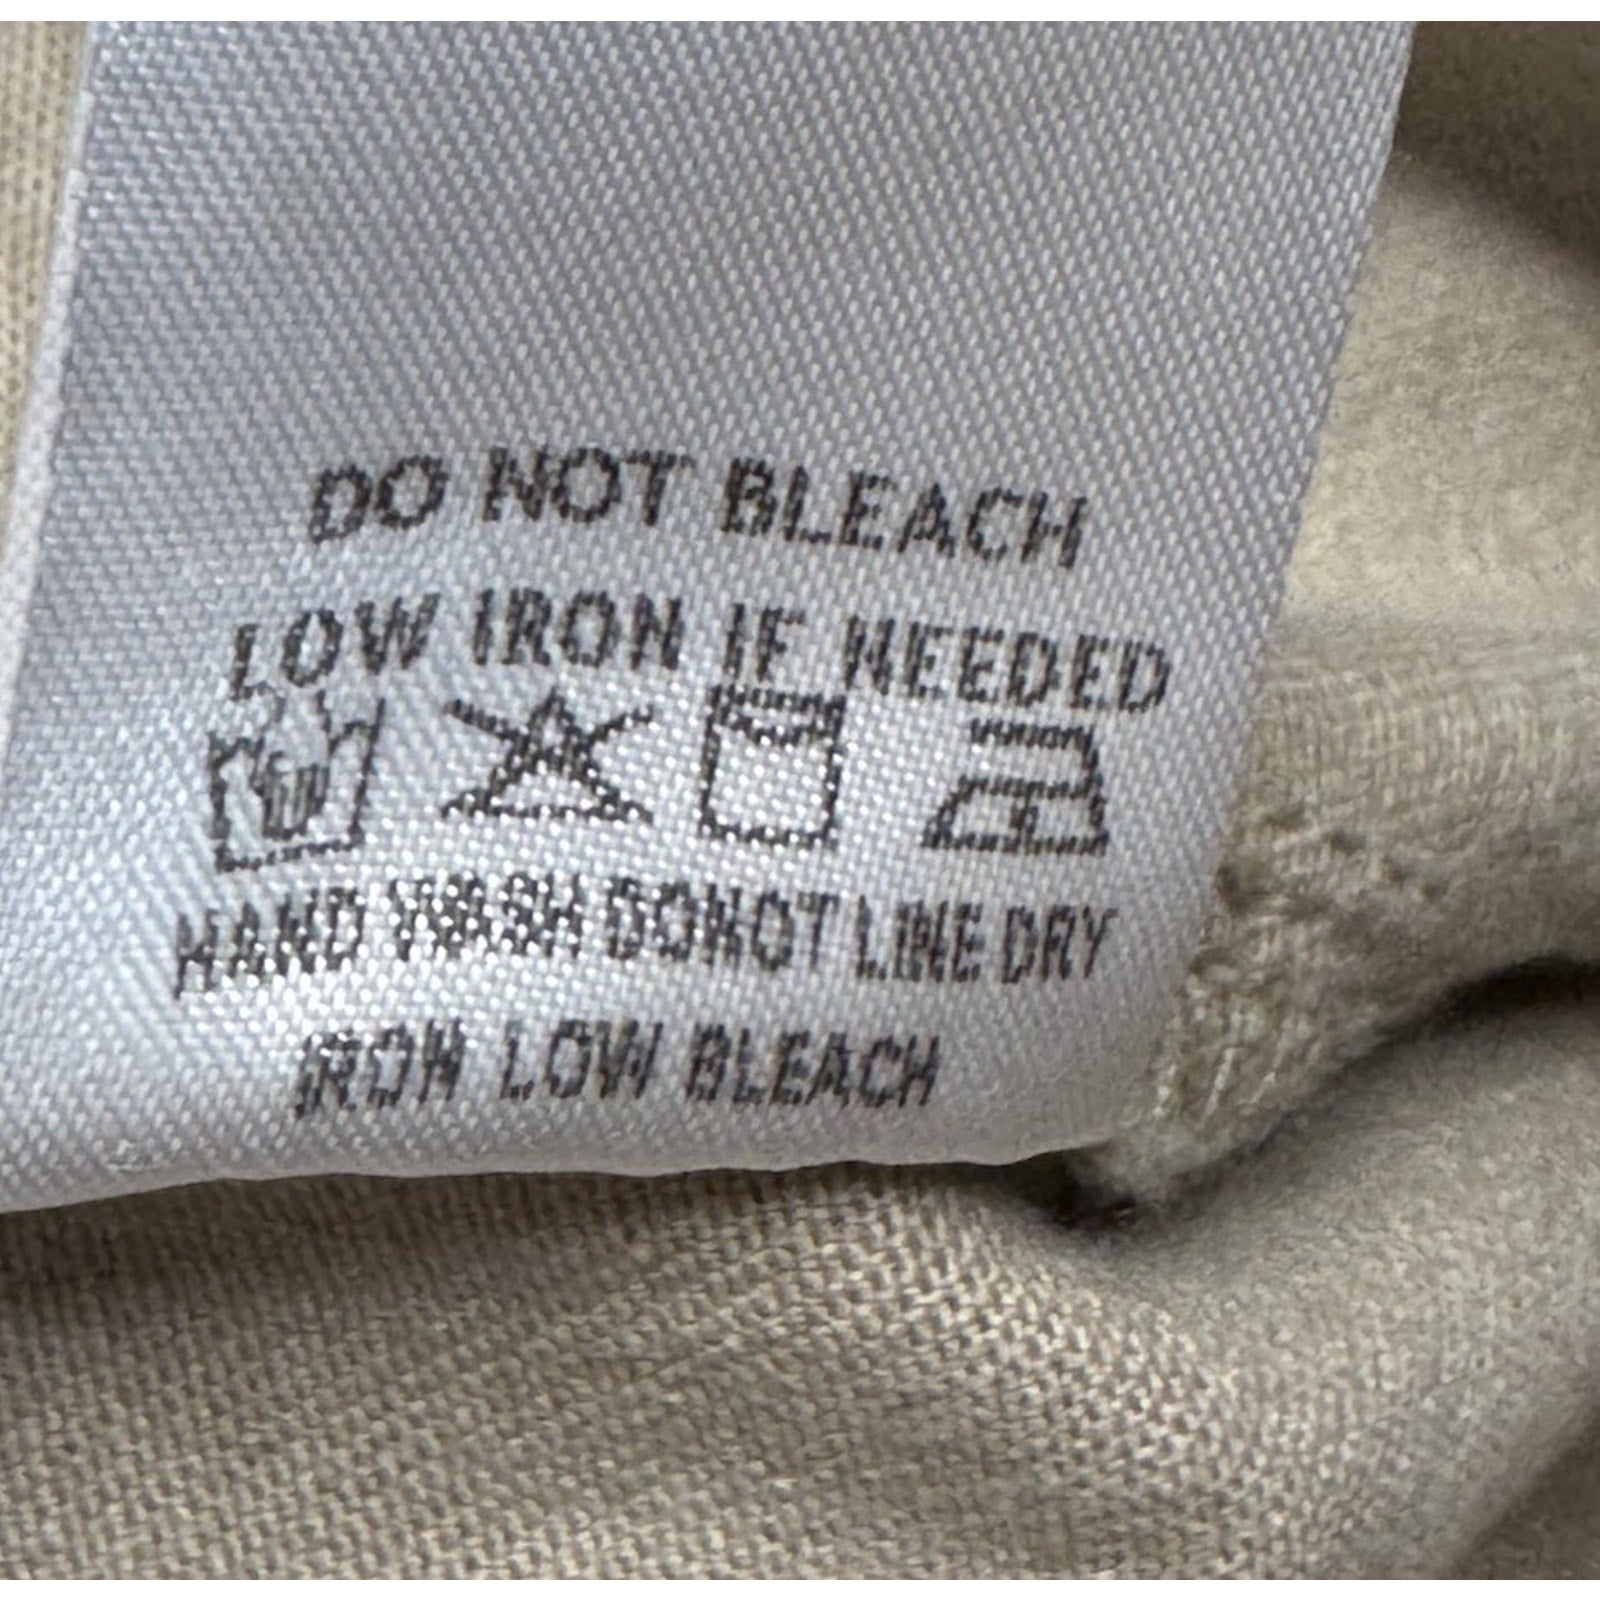 DO NOT BLEACH
LOW IRON IF NEEDED
HAND WASH DONOT LINE DRY
IRON LOW BLEACH